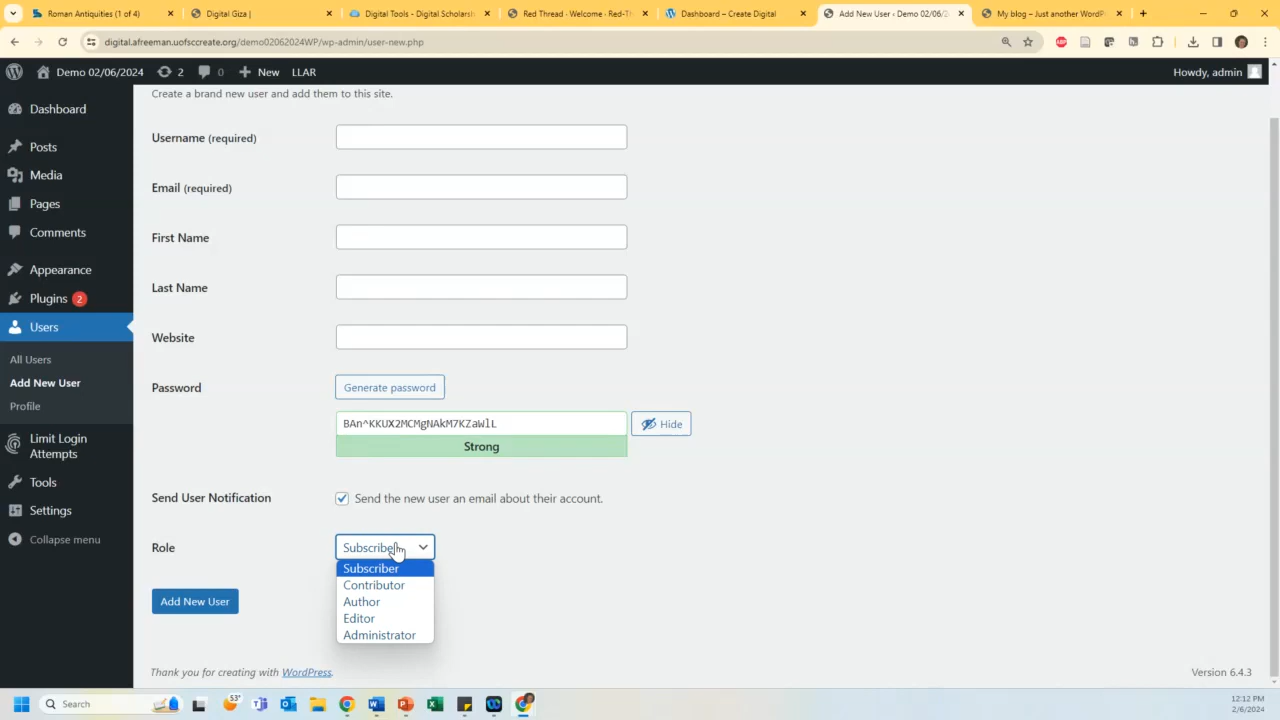 Roman Antiquities (1 of 4)
Digital Giza |
Digital Tools - Digital Scholarsh
Red Thread - Welcome - Red-Th
Dashboard – Create Digital
Add New User ‹ Demo 02/06/2
My blog – Just another WordP
digital.afreeman.uofsccreate.org/demo02062024WP/wp-admin/user-new.php
ABP
Demo 02/06/2024
2
0
New
LLAR
Howdy, admin
Dashboard
Posts
Media
Pages
Comments
Appearance
Plugins 2
Users
All Users
Add New User
Profile
Limit Login
Attempts
Tools
Settings
Collapse menu
Create a brand new user and add them to this site.
Username (required)
Email (required)
First Name
Last Name
Website
Password
Generate password
BAn^KKUX2MCMgNAkM7KZaWlL
Hide
Strong
Send User Notification
Send the new user an email about their account.
Role
Subscriber
Subscriber
Contributor
Author
Editor
Administrator
Add New User
Thank you for creating with WordPress.
Version 6.4.3
Search
53°
12:12 PM
2/6/2024